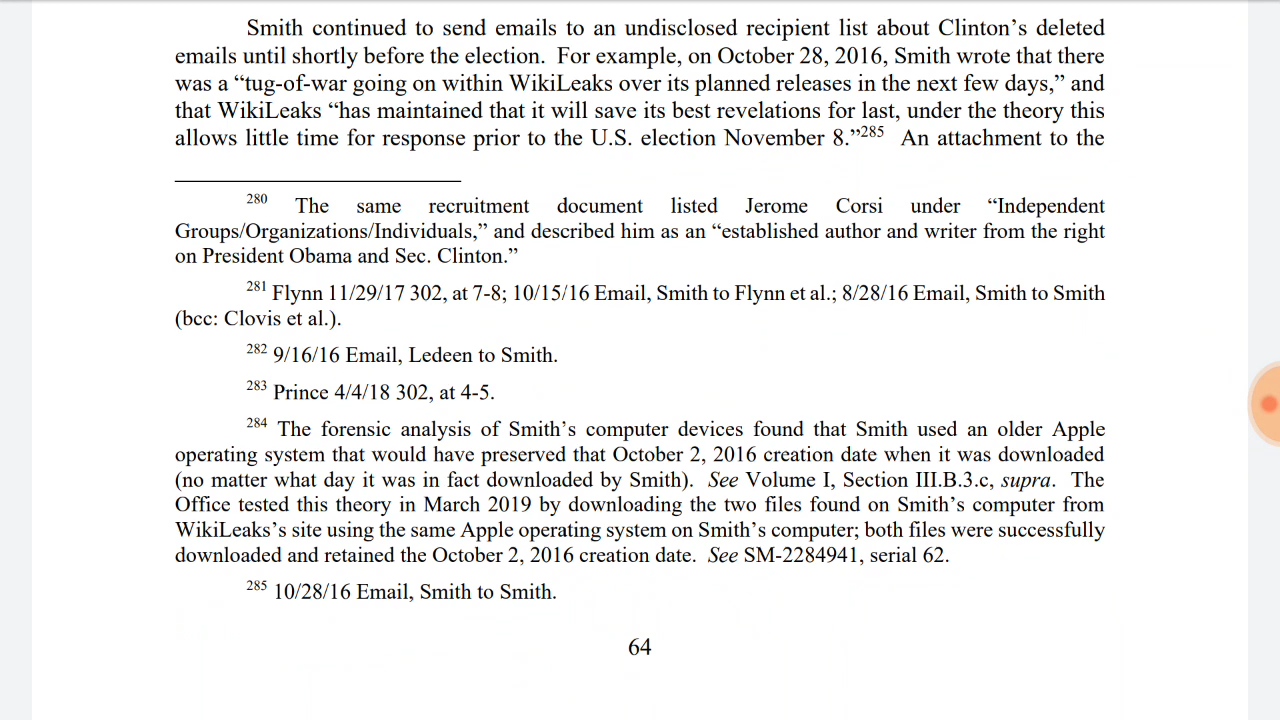 Smith continued to send emails to an undisclosed recipient list about Clinton’s deleted
emails until shortly before the election.  For example, on October 28, 2016, Smith wrote that there
was a “tug-of-war going on within WikiLeaks over its planned releases in the next few days,” and
that WikiLeaks “has maintained that it will save its best revelations for last, under the theory this
allows little time for response prior to the U.S. election November 8.”285  An attachment to the
280 The same recruitment document listed Jerome Corsi under “Independent
Groups/Organizations/Individuals,” and described him as an “established author and writer from the right
on President Obama and Sec. Clinton.”
281 Flynn 11/29/17 302, at 7-8; 10/15/16 Email, Smith to Flynn et al.; 8/28/16 Email, Smith to Smith
(bcc: Clovis et al.).
282 9/16/16 Email, Ledeen to Smith.
283 Prince 4/4/18 302, at 4-5.
284 The forensic analysis of Smith’s computer devices found that Smith used an older Apple
operating system that would have preserved that October 2, 2016 creation date when it was downloaded
(no matter what day it was in fact downloaded by Smith).  See Volume I, Section III.B.3.c, supra.  The
Office tested this theory in March 2019 by downloading the two files found on Smith’s computer from
WikiLeaks’s site using the same Apple operating system on Smith’s computer; both files were successfully
downloaded and retained the October 2, 2016 creation date.  See SM-2284941, serial 62.
285 10/28/16 Email, Smith to Smith.
64